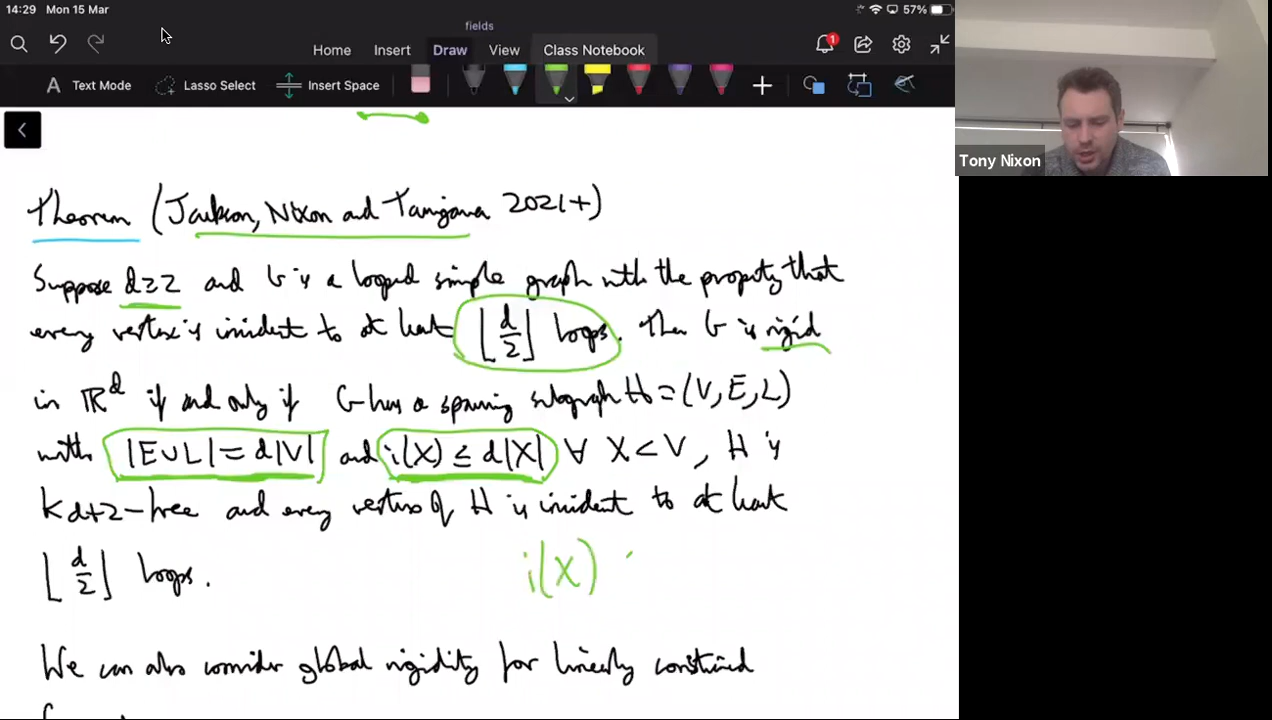 14:29 Mon 15 Mar
57%
fields
Home Insert Draw View Class Notebook
1
A Text Mode Lasso Select Insert Space
Tony Nixon
Theorem (Jackson, Nixon and Tanigawa 2021+)
Suppose d≥2 and G is a looped simple graph with the property that
every vertex is incident to at least ⌊d/2⌋ loops. Then G is rigid
in ℝ^d if and only if G has a spanning subgraph H = (V, E, L)
with |E∪L| = d|V| and i(X) ≤ d|X| ∀ X ⊂ V, H is
K_{d+2}-free and every vertex of H is incident to at least
⌊d/2⌋ loops.
i(X)
We can also consider global rigidity for linearly constrained